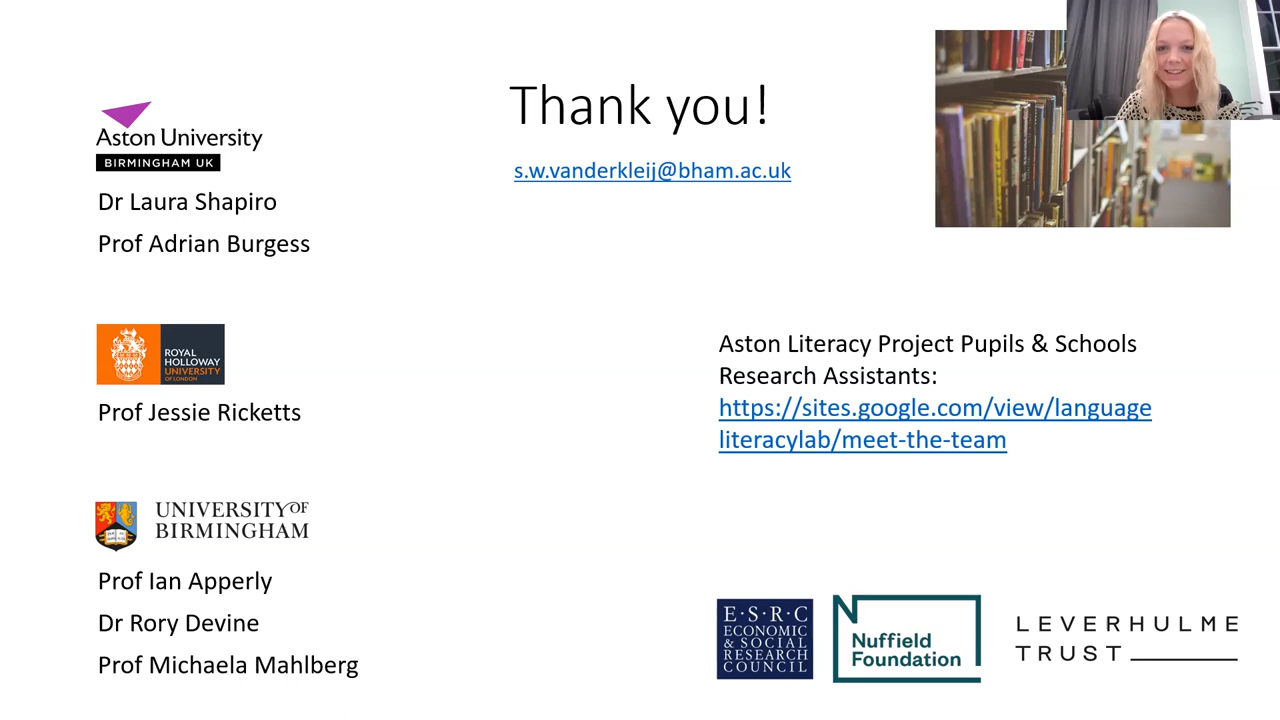 Thank you!
s.w.vanderkleij@bham.ac.uk
Aston University
BIRMINGHAM UK
Dr Laura Shapiro
Prof Adrian Burgess
ROYAL
HOLLOWAY
UNIVERSITY
OF LONDON
Prof Jessie Ricketts
UNIVERSITY OF
BIRMINGHAM
Prof Ian Apperly
Dr Rory Devine
Prof Michaela Mahlberg
Aston Literacy Project Pupils & Schools
Research Assistants:
https://sites.google.com/view/language
literacylab/meet-the-team
E·S·R·C
ECONOMIC
& SOCIAL
RESEARCH
COUNCIL
Nuffield
Foundation
LEVERHULME
TRUST